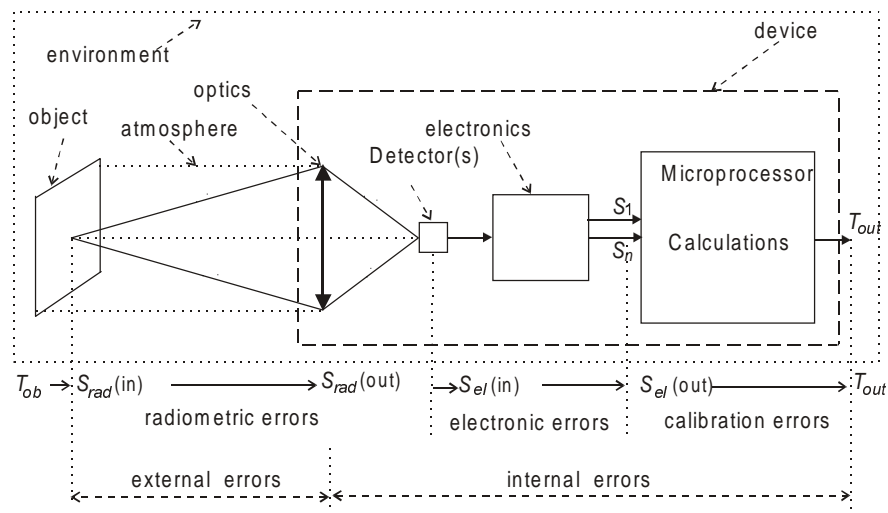 environment
device
optics
object
atmosphere
electronics
Detector(s)
Microprocessor
S1
Sn
Calculations
Tout
Tob
Srad(in)
Srad(out)
Sel(in)
Sel(out)
Tout
radiometric errors
electronic errors
calibration errors
external errors
internal errors